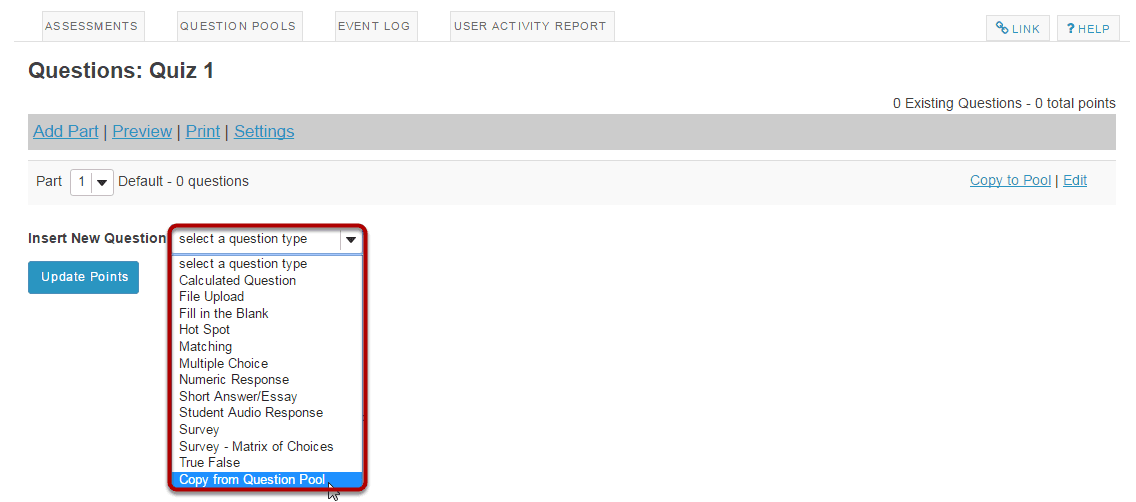 ASSESSMENTS QUESTION POOLS EVENT LOG USER ACTIVITY REPORT
LINK ? HELP
Questions: Quiz 1
0 Existing Questions - 0 total points
Add Part | Preview | Print | Settings
Part 1 Default - 0 questions Copy to Pool | Edit
Insert New Question select a question type
Update Points
select a question type
Calculated Question
File Upload
Fill in the Blank
Hot Spot
Matching
Multiple Choice
Numeric Response
Short Answer/Essay
Student Audio Response
Survey
Survey - Matrix of Choices
True False
Copy from Question Pool